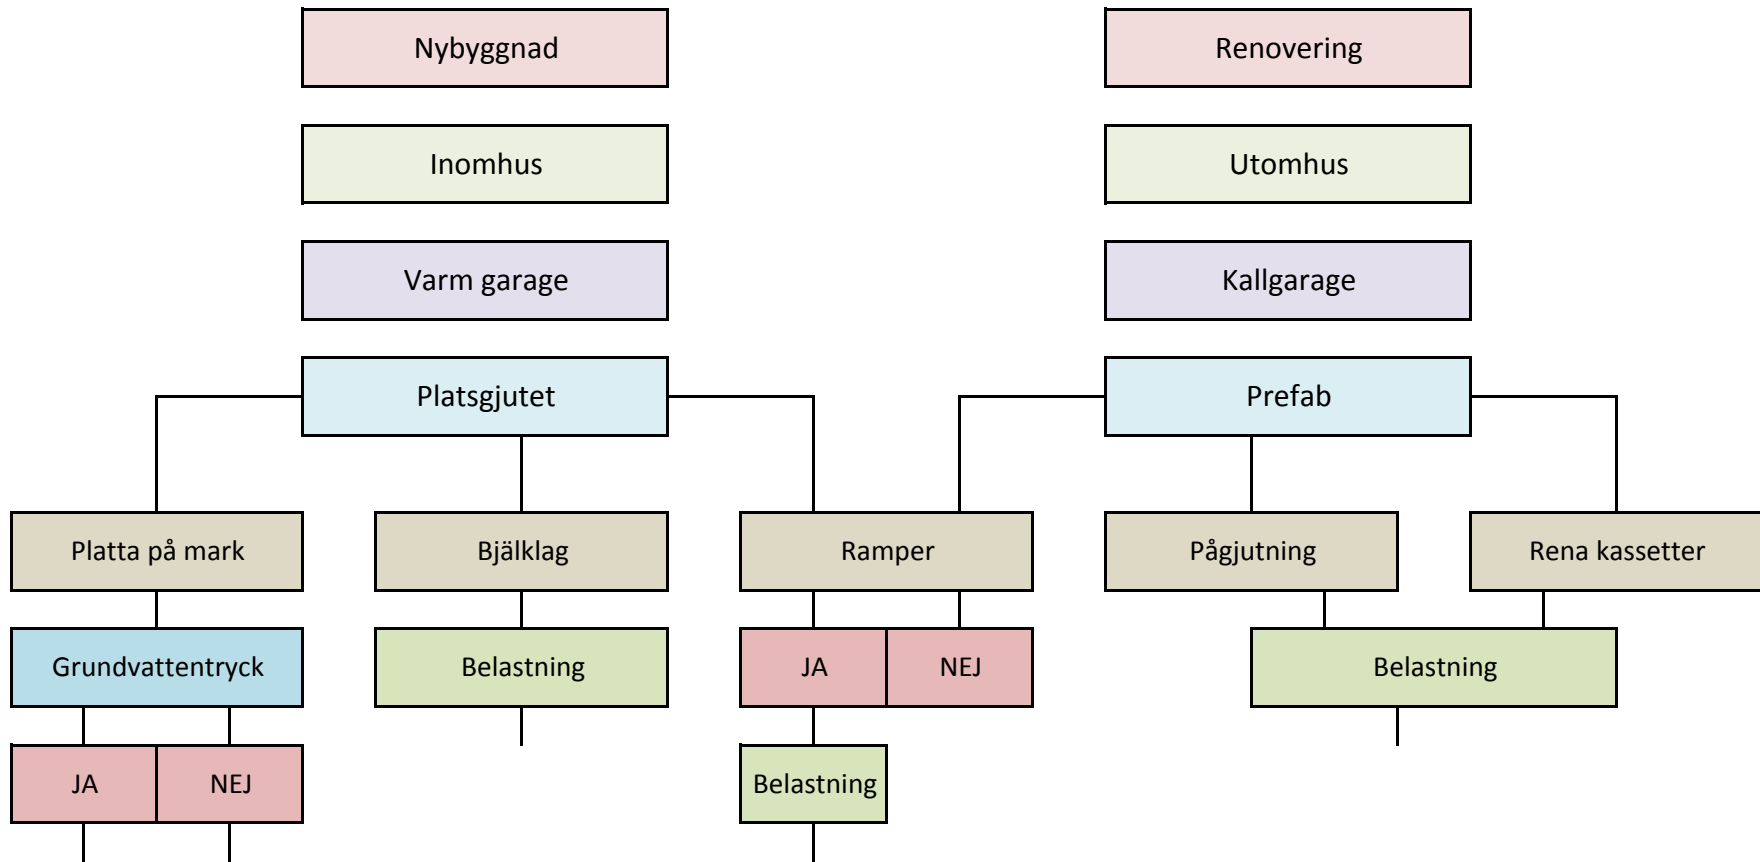 Nybyggnad
Renovering
Inomhus
Utomhus
Varm garage
Kallgarage
Platsgjutet
Prefab
Platta på mark
Bjälklag
Ramper
Pågjutning
Rena kassetter
Grundvattentryck
Belastning
JA
NEJ
Belastning
JA
NEJ
Belastning